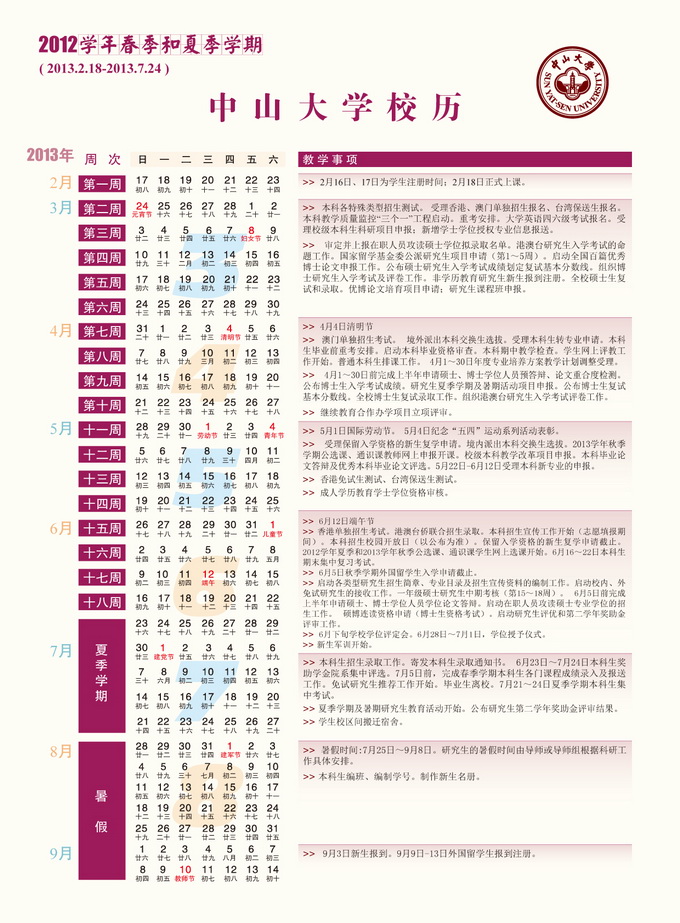 2012学年春季和夏季学期
( 2013.2.18-2013.7.24 )
中山大学校历
中山大学
SUN YAT-SEN UNIVERSITY
2013年 周次 日 一 二 三 四 五 六
教学事项
2月 第一周 17 18 19 20 21 22 23
初八 初九 初十 十一 十二 十三 十四
>> 2月16日、17日为学生注册时间；2月18日正式上课。
3月 第二周 24 25 26 27 28 1 2
元宵节 十六 十七 十八 十九 二十 廿一
第三周 3 4 5 6 7 8 9
廿二 廿三 廿四 廿五 廿六 妇女节 廿八
第四周 10 11 12 13 14 15 16
廿九 三十 二月 初二 初三 初四 初五
第五周 17 18 19 20 21 22 23
初六 初七 初八 初九 初十 十一 十二
第六周 24 25 26 27 28 29 30
十三 十四 十五 十六 十七 十八 十九
>> 本科各特殊类型招生测试。 受理香港、澳门单独招生报名、台湾保送生报名。
本科教学质量监控“三个一”工程启动。重考安排。大学英语四六级考试报名。受
理校级本科生科研项目申报；新增学士学位授权专业信息报送。
>> 审定并上报在职人员攻读硕士学位拟录取名单。港澳台研究生入学考试的命
题工作。国家留学基金委公派研究生项目申请（第1～5周）。启动全国百篇优秀
博士论文申报工作。公布硕士研究生入学考试成绩划定复试基本分数线。组织博
士研究生入学考试及评卷工作。非学历教育研究生新生报到注册。全校硕士生复
试和录取。优博论文培育项目申请；研究生课程班申报。
4月 第七周 31 1 2 3 4 5 6
二十 廿一 廿二 廿三 清明节 廿五 廿六
第八周 7 8 9 10 11 12 13
廿七 廿八 廿九 三月 初二 初三 初四
第九周 14 15 16 17 18 19 20
初五 初六 初七 初八 初九 初十 十一
第十周 21 22 23 24 25 26 27
十二 十三 十四 十五 十六 十七 十八
>> 4月4日清明节
>> 澳门单独招生考试。 境外派出本科交换生选拔。受理本科生转专业申请。本科
生毕业前重考安排。启动本科毕业资格审查。本科期中教学检查。学生网上评教工
作开始。普通本科生排课工作。 4月1～30日年度专业培养方案教学计划调整受理。
>> 4月1～30日前完成上半年申请硕士、博士学位人员预答辩、论文重合度检测。
公布博士生入学考试成绩。研究生夏季学期及暑期活动项目申报。公布博士生复试
基本分数线。全校博士生复试录取工作。组织港澳台研究生入学考试评卷工作。
>> 继续教育合作办学项目立项评审。
5月 十一周 28 29 30 1 2 3 4
十九 二十 廿一 劳动节 廿三 廿四 青年节
十二周 5 6 7 8 9 10 11
廿六 廿七 廿八 廿九 三十 四月 初二
十三周 12 13 14 15 16 17 18
初三 初四 初五 初六 初七 初八 初九
十四周 19 20 21 22 23 24 25
初十 十一 十二 十三 十四 十五 十六
>> 5月1日国际劳动节。 5月4日纪念“五四”运动系列活动表彰。
>> 受理保留入学资格的新生复学申请。境内派出本科交换生选拔。2013学年秋季
学期公选课、通识课教师网上申报开课。校级本科教学改革项目申报。本科毕业论
文答辩及优秀本科毕业论文评选。5月22日－6月12日受理本科新专业的申报。
>> 香港免试生测试、台湾保送生测试。
>> 成人学历教育学士学位资格审核。
6月 十五周 26 27 28 29 30 31 1
十七 十八 十九 二十 廿一 廿二 儿童节
十六周 2 3 4 5 6 7 8
廿四 廿五 廿六 廿七 廿八 廿九 五月
十七周 9 10 11 12 13 14 15
初二 初三 初四 端午 初六 初七 初八
十八周 16 17 18 19 20 21 22
初九 初十 十一 十二 十三 十四 十五
>> 6月12日端午节
>> 香港单独招生考试。港澳台侨联合招生录取。本科招生宣传工作开始（志愿填报期
间）。本科招生校园开放日（以公布为准）。保留入学资格的新生复学申请截止。
2012学年夏季和2013学年秋季公选课、通识课学生网上选课开始。6月16～22日本科生
期末集中复习考试。
>> 6月5日秋季学期外国留学生入学申请截止。
>> 启动各类型研究生招生简章、专业目录及招生宣传资料的编制工作。启动校内、外
免试研究生的接收工作。一年级硕士研究生中期考核（第15～18周）。 6月5日前完成
上半年申请硕士、博士学位人员学位论文答辩。启动在职人员攻读硕士专业学位的招
生工作。 硕博连读资格申请（博士生资格考试）。启动研究生评优和第二学年奖助金
评审工作。
>> 6月下旬学校学位评定会。6月28日～7月1日，学位授予仪式。
>> 新生军训开始。
夏季学期
23 24 25 26 27 28 29
十六 十七 十八 十九 二十 廿一 廿二
7月 30 1 2 3 4 5 6
廿三 建党节 廿五 廿六 廿七 廿八 廿九
7 8 9 10 11 12 13
三十 六月 初二 初三 初四 初五 初六
14 15 16 17 18 19 20
初七 初八 初九 初十 十一 十二 十三
21 22 23 24 25 26 27
十四 十五 十六 十七 十八 十九 二十
>> 本科生招生录取工作。寄发本科生录取通知书。 6月23日～7月24日本科生奖
助学金院系集中评选。7月5日前，完成春季学期本科生各门课程成绩录入及报送
工作。免试研究生推荐工作开始。毕业生离校。7月21～24日夏季学期本科生集
中考试。
>> 夏季学期及暑期研究生教育活动开始。公布研究生第二学年奖助金评审结果。
>> 学生校区间搬迁宿舍。
8月 暑假
28 29 30 31 1 2 3
廿一 廿二 廿三 廿四 建军节 廿六 廿七
4 5 6 7 8 9 10
廿八 廿九 三十 七月 初二 初三 初四
11 12 13 14 15 16 17
初五 初六 初七 初八 初九 初十 十一
18 19 20 21 22 23 24
十二 十三 十四 十五 十六 十七 十八
25 26 27 28 29 30 31
十九 二十 廿一 廿二 廿三 廿四 廿五
>> 暑假时间：7月25日～9月8日。研究生的暑假时间由导师或导师组根据科研工
作具体安排。
>> 本科生编班、编制学号。制作新生名册。
9月 1 2 3 4 5 6 7
廿六 廿七 廿八 廿九 八月 初二 初三
8 9 10 11 12 13 14
初四 初五 教师节 初七 初八 初九 初十
>> 9月3日新生报到。9月9日-13日外国留学生报到注册。